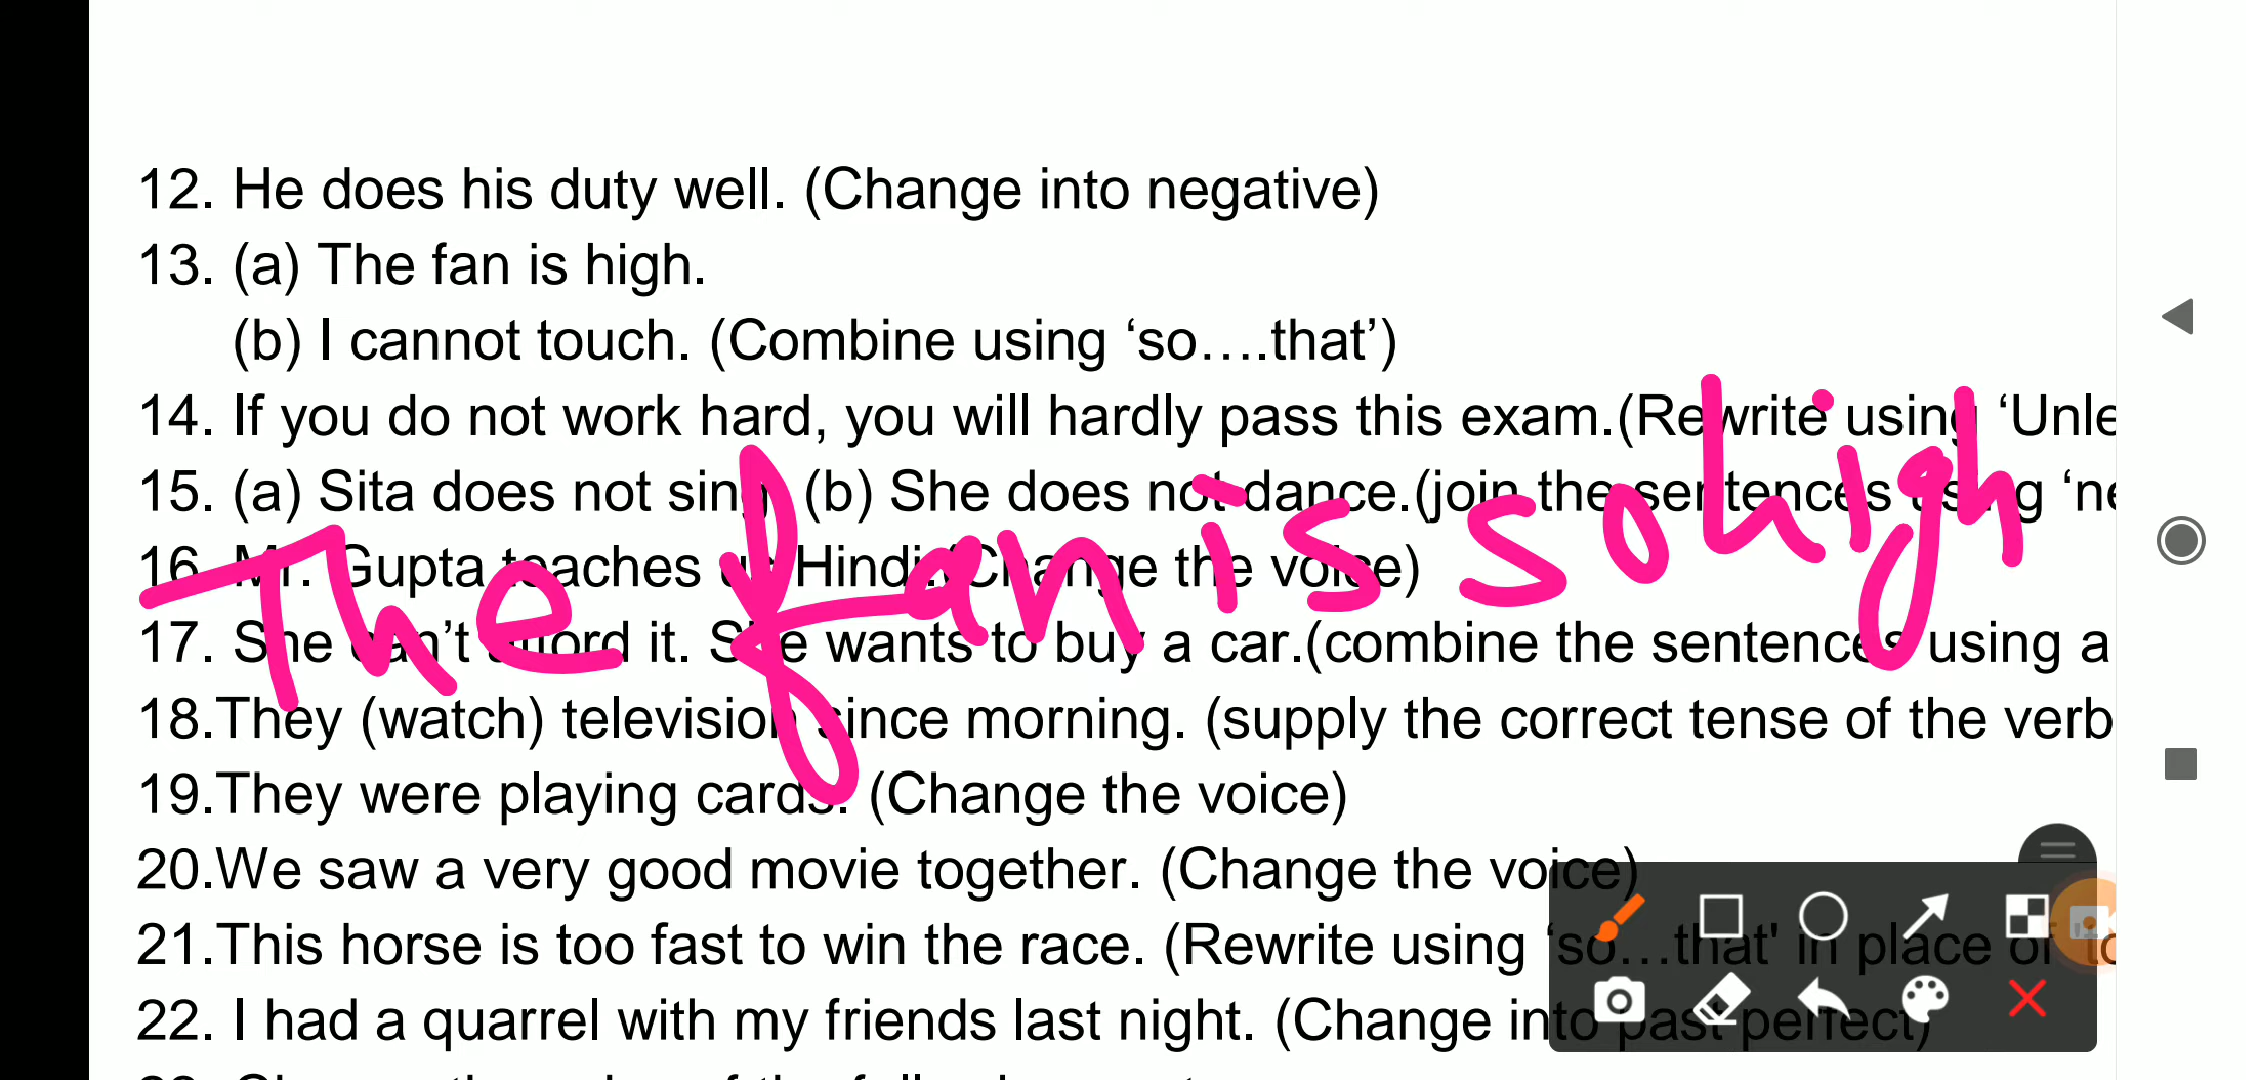 12. He does his duty well. (Change into negative)
13. (a) The fan is high.
(b) I cannot touch. (Combine using ‘so….that’)
14. If you do not work hard, you will hardly pass this exam.(Rewrite using ‘Unle
15. (a) Sita does not sing. (b) She does not dance.(join the sentences using ‘ne
The fan is so high
16. Mr. Gupta teaches us Hindi.(Change the voice)
17. She can’t afford it. She wants to buy a car.(combine the sentences using a
18.They (watch) television since morning. (supply the correct tense of the verb
19.They were playing cards. (Change the voice)
20.We saw a very good movie together. (Change the voice)
21.This horse is too fast to win the race. (Rewrite using ‘so…that' in place of 'to
22. I had a quarrel with my friends last night. (Change into past perfect)